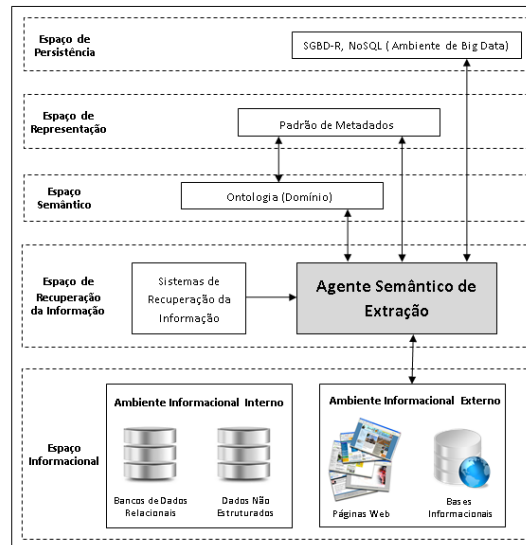 Espaço de
Persistência
SGBD-R, NoSQL ( Ambiente de Big Data)
Espaço de
Representação
Padrão de Metadados
Espaço
Semântico
Ontologia (Domínio)
Espaço de
Recuperação
da Informação
Sistemas de
Recuperação da
Informação
Agente Semântico de
Extração
Espaço
Informacional
Ambiente Informacional Interno
Bancos de Dados
Relacionais
Dados Não
Estruturados
Ambiente Informacional Externo
Páginas Web
Bases
Informacionais